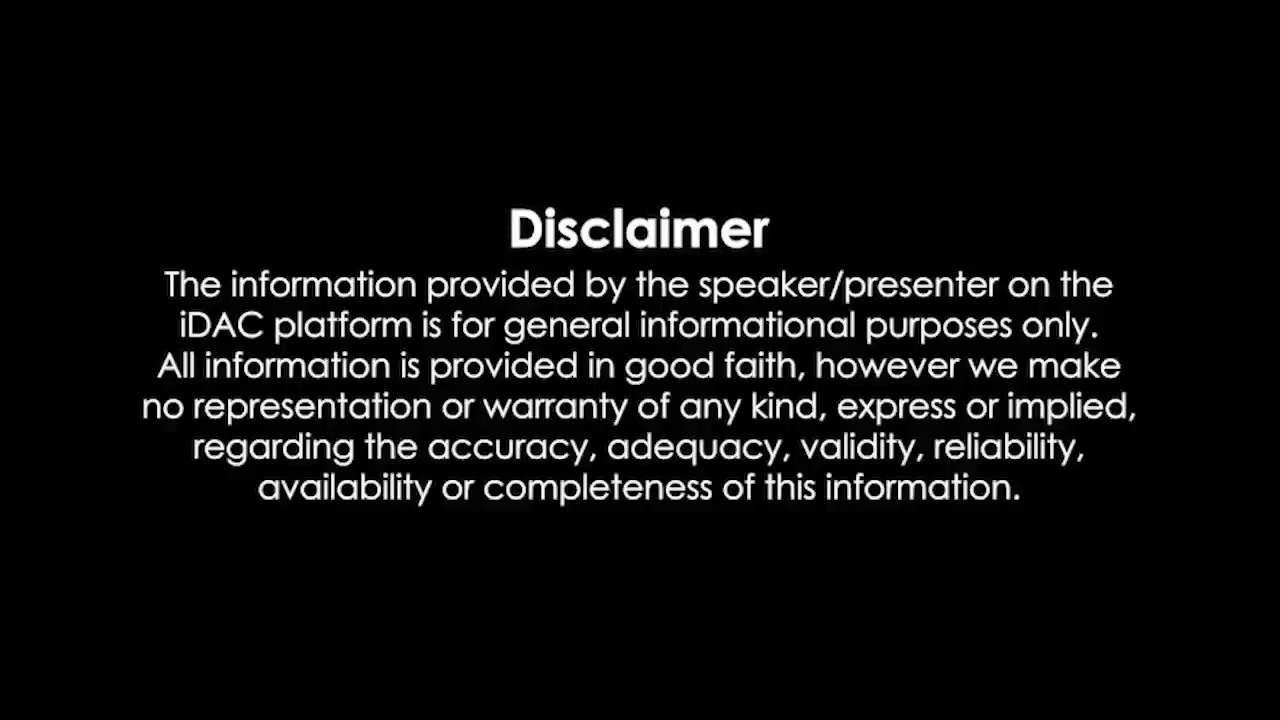 Disclaimer
The information provided by the speaker/presenter on the
iDAC platform is for general informational purposes only.
All information is provided in good faith, however we make
no representation or warranty of any kind, express or implied,
regarding the accuracy, adequacy, validity, reliability,
availability or completeness of this information.